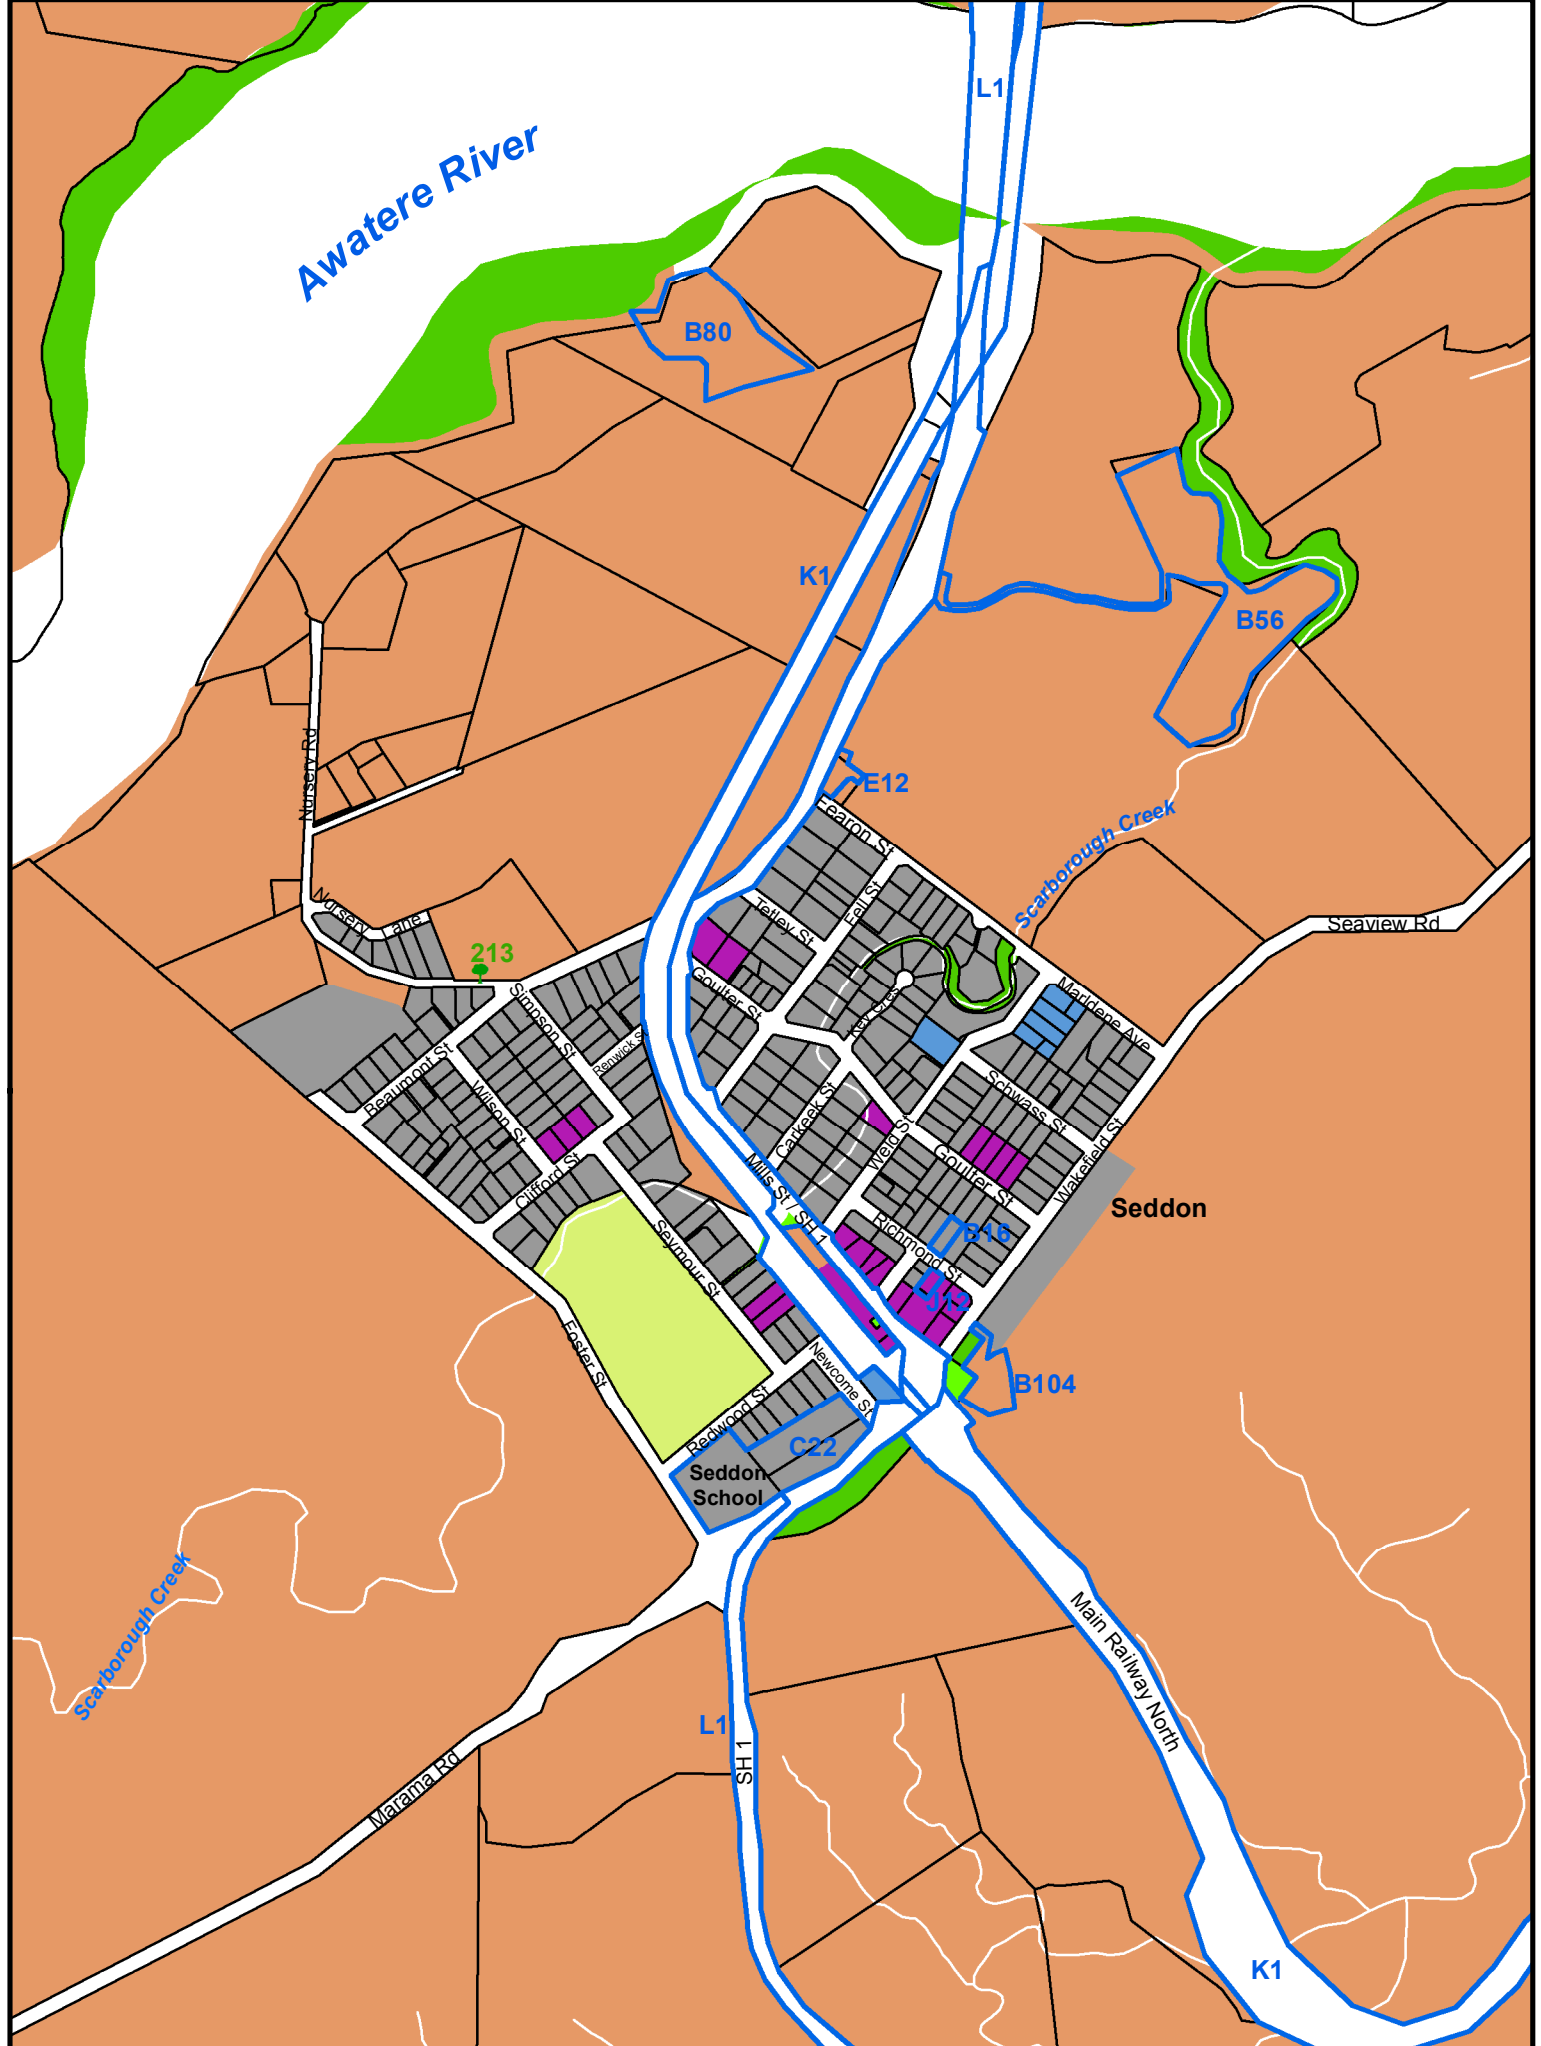 L1
Awatere River
B80
K1
B56
E12
Nursery Rd
Fearon St
Scarborough Creek
Seaview Rd
Nursery Lane
Tetley St
Fell St
213
Simpson St
Goulter St
Key Cres
Marldene Ave
Renwick St
Beaumont St
Wilson St
Carkeek St
Schwass St
Weld St
Goulter St
Wakefield St
Clifford St
Mills St / SH 1
Seddon
Seymour St
Richmond St
B16
J12
Foster St
Newcome St
B104
Redwood St
C22
Seddon
School
Scarborough Creek
Main Railway North
L1
SH 1
Marama Rd
K1